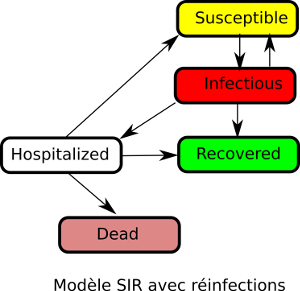 Susceptible
Infectious
Hospitalized
Recovered
Dead
Modèle SIR avec réinfections